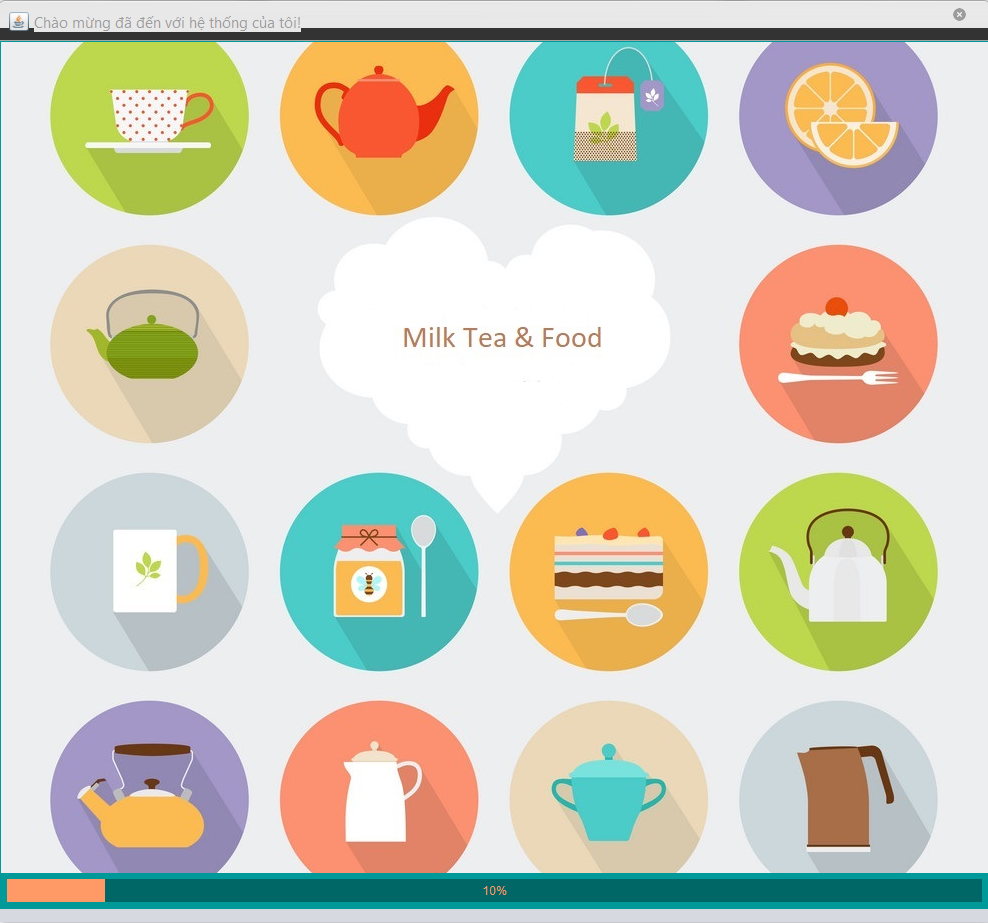 Chào mừng đã đến với hệ thống của tôi!
Milk Tea & Food
10%